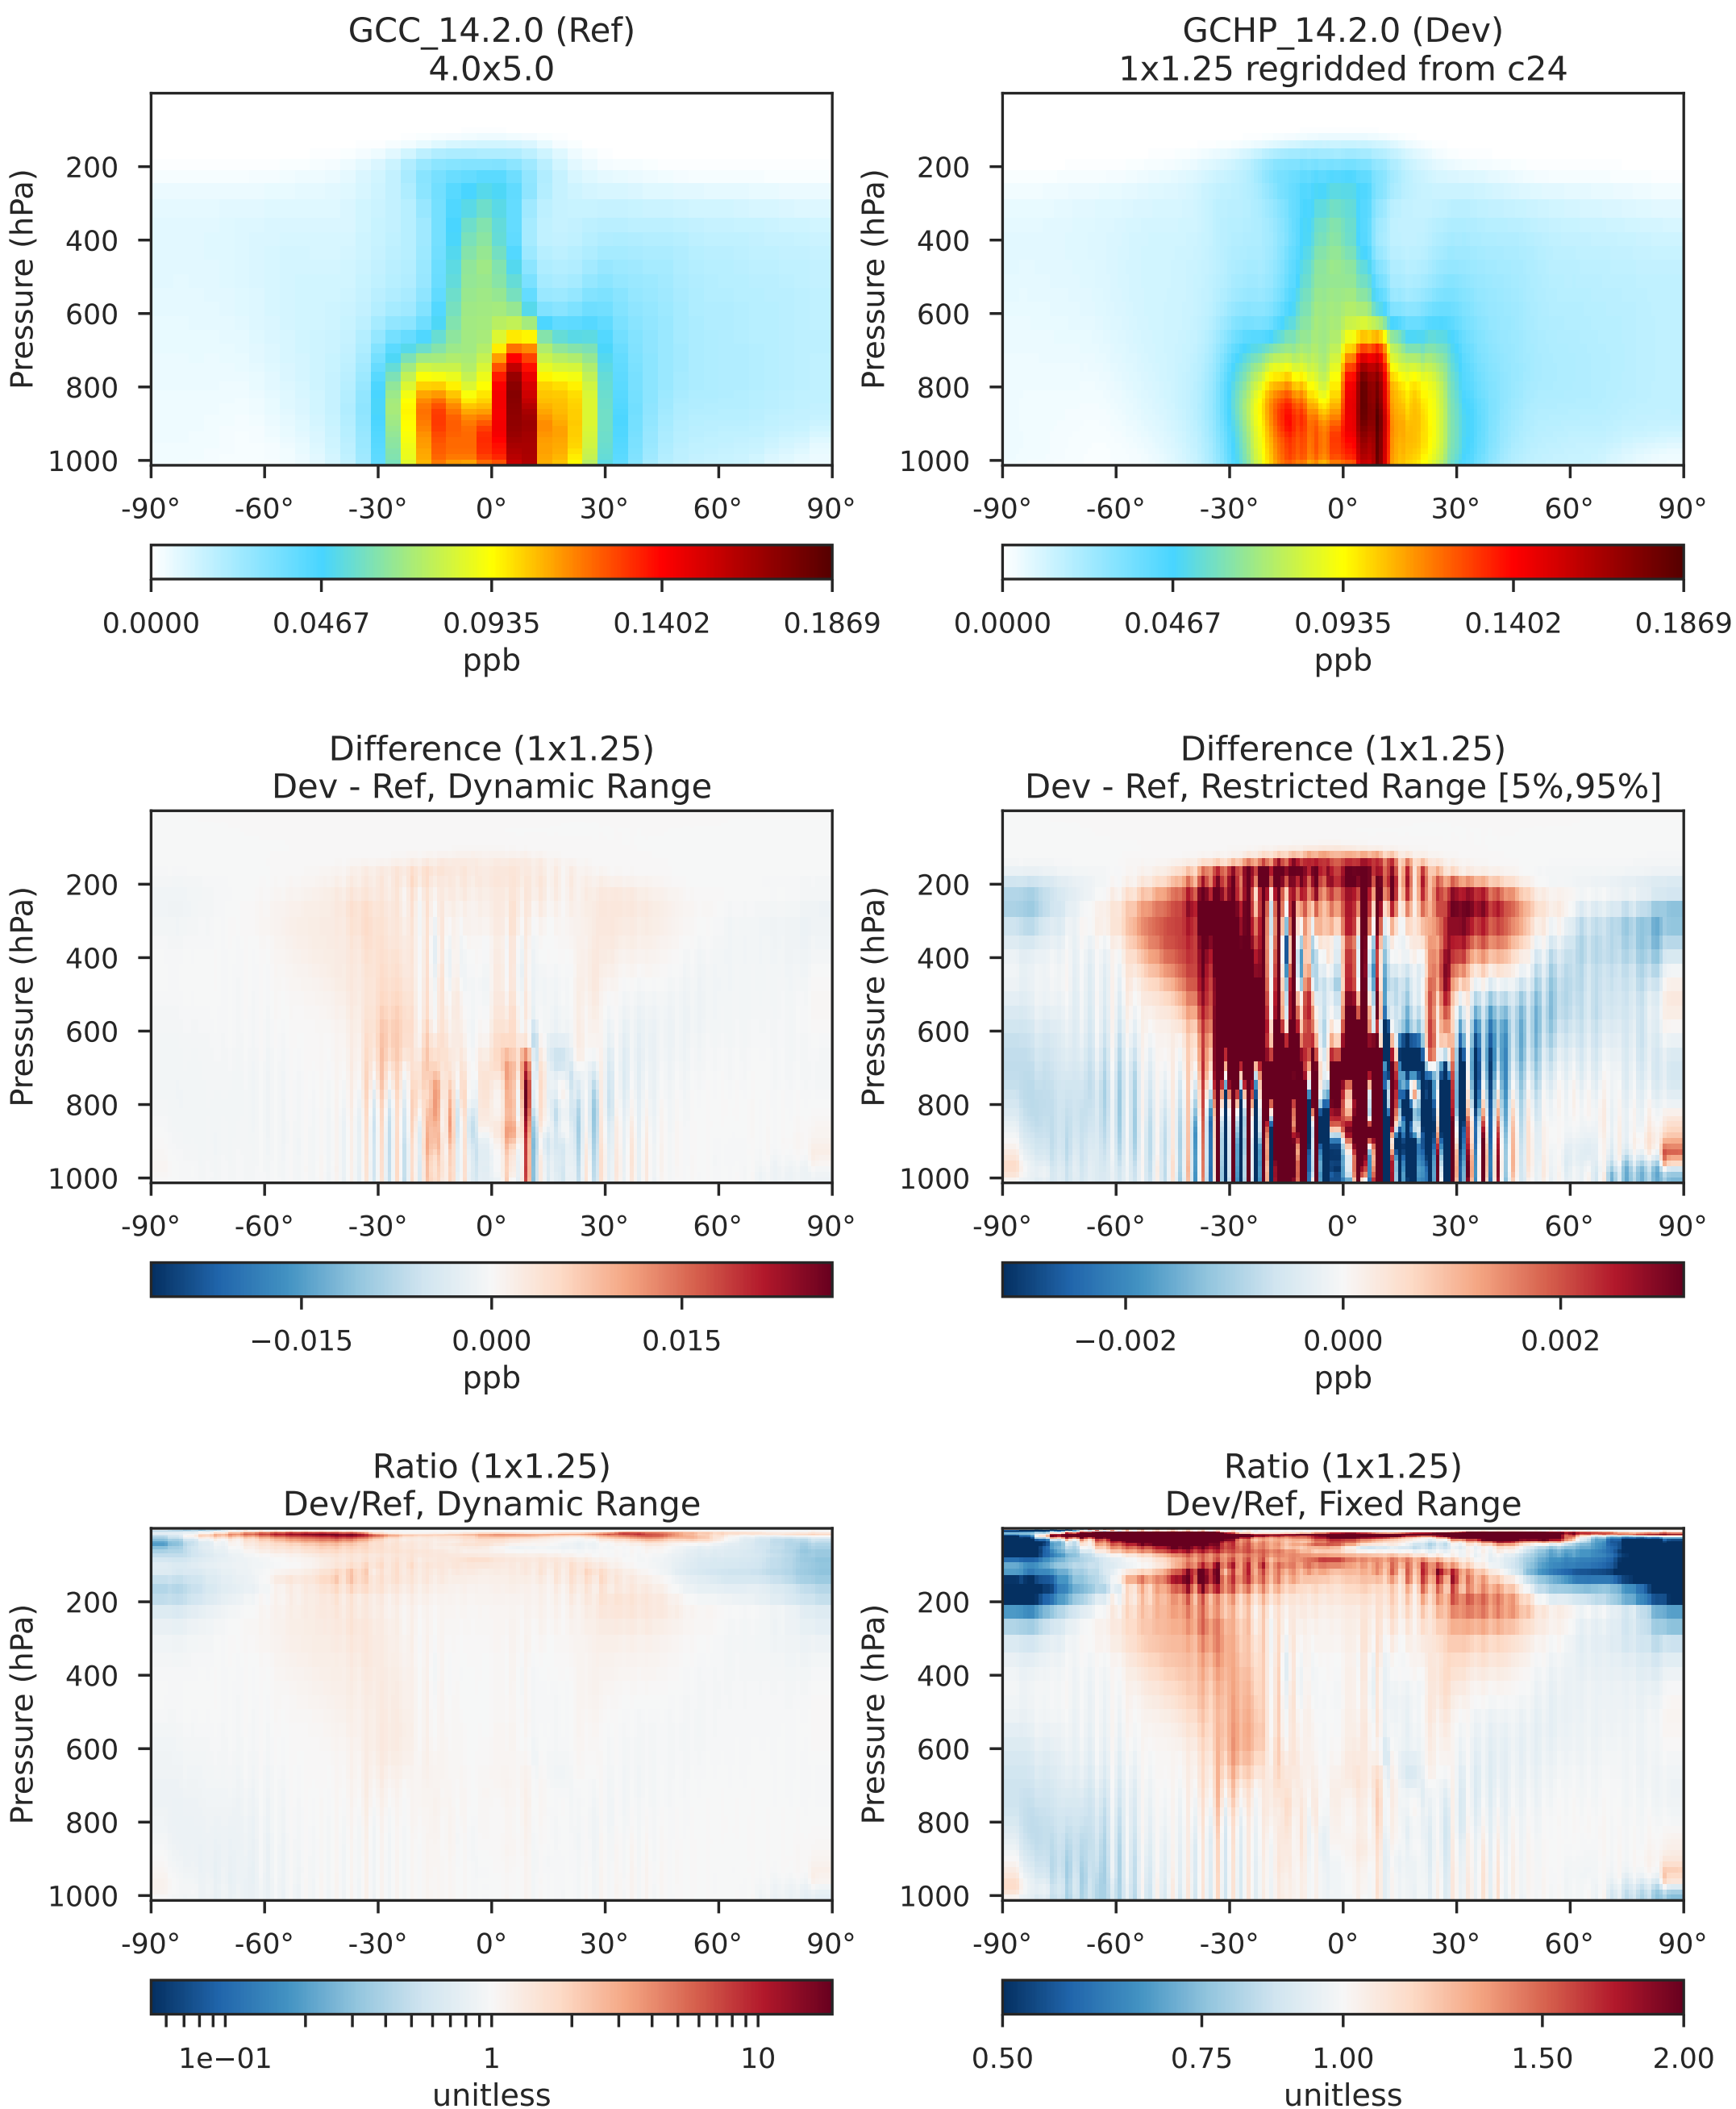 GCC_14.2.0 (Ref)
4.0x5.0
Pressure (hPa)
200
400
600
800
1000
-90° -60° -30° 0° 30° 60° 90°
0.0000 0.0467 0.0935 0.1402 0.1869
ppb
GCHP_14.2.0 (Dev)
1x1.25 regridded from c24
Pressure (hPa)
200
400
600
800
1000
-90° -60° -30° 0° 30° 60° 90°
0.0000 0.0467 0.0935 0.1402 0.1869
ppb
Difference (1x1.25)
Dev - Ref, Dynamic Range
Pressure (hPa)
200
400
600
800
1000
-90° -60° -30° 0° 30° 60° 90°
−0.015 0.000 0.015
ppb
Difference (1x1.25)
Dev - Ref, Restricted Range [5%,95%]
Pressure (hPa)
200
400
600
800
1000
-90° -60° -30° 0° 30° 60° 90°
−0.002 0.000 0.002
ppb
Ratio (1x1.25)
Dev/Ref, Dynamic Range
Pressure (hPa)
200
400
600
800
1000
-90° -60° -30° 0° 30° 60° 90°
1e−01 1 10
unitless
Ratio (1x1.25)
Dev/Ref, Fixed Range
Pressure (hPa)
200
400
600
800
1000
-90° -60° -30° 0° 30° 60° 90°
0.50 0.75 1.00 1.50 2.00
unitless